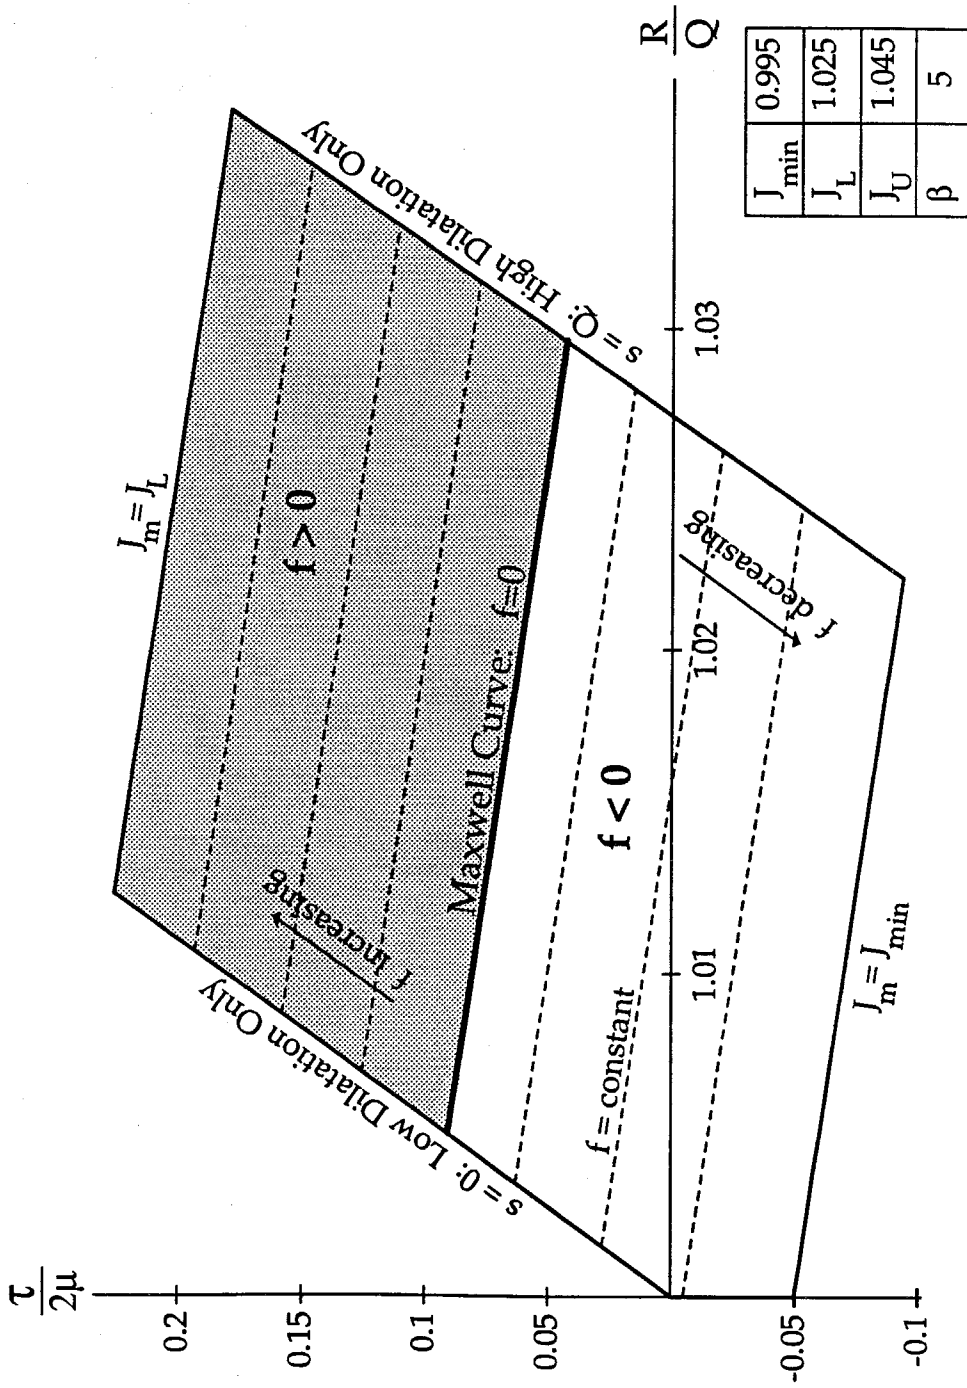 τ
2μ
0.2
0.15
0.1
0.05
-0.05
-0.1
J_m = J_L
s = 0: Low Dilatation Only
f increasing
f > 0
Maxwell Curve: f=0
s = Q: High Dilatation Only
f = constant
f < 0
f decreasing
1.01
1.02
1.03
R
Q
J_m = J_min
J_min 0.995
J_L 1.025
J_U 1.045
β 5